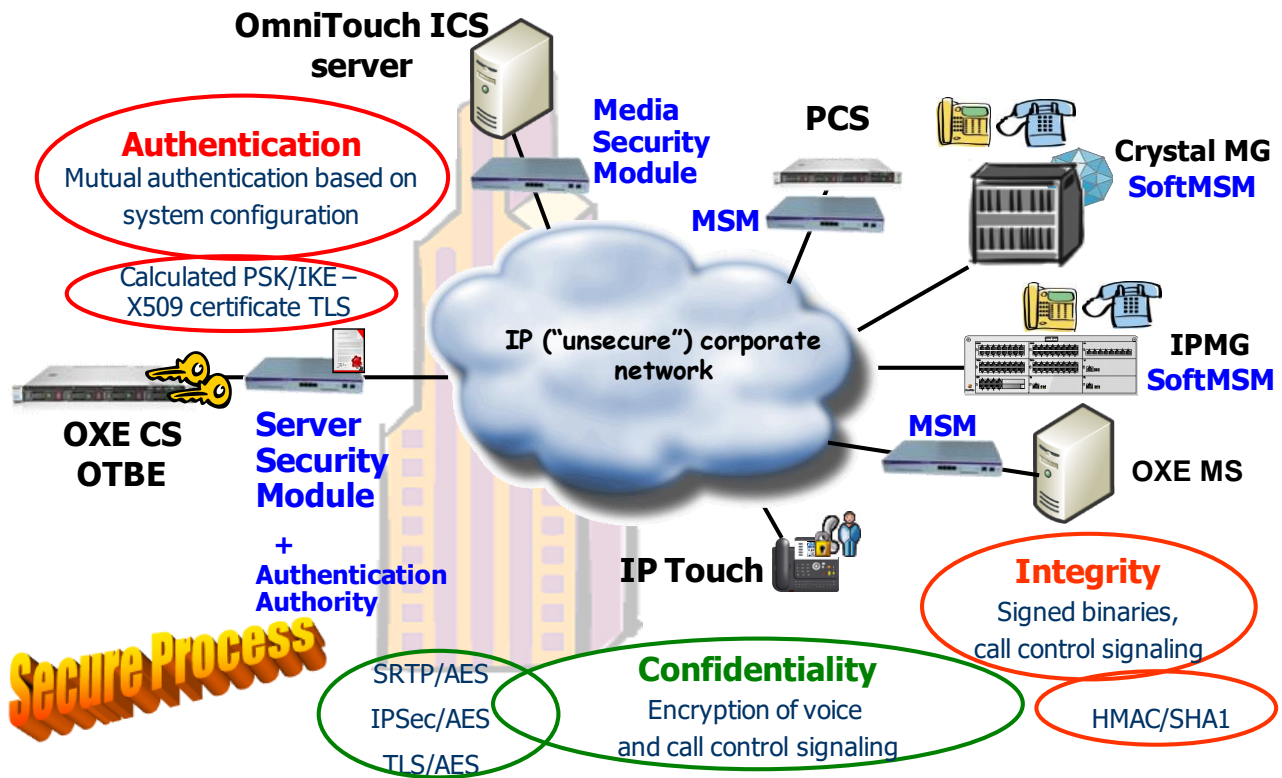 OmniTouch ICS
server
Authentication
Mutual authentication based on
system configuration
Calculated PSK/IKE –
X509 certificate TLS
Media
Security
Module
PCS
MSM
Crystal MG
SoftMSM
IP (“unsecure”) corporate
network
IPMG
SoftMSM
OXE CS
OTBE
Server
Security
Module
+
Authentication
Authority
MSM
OXE MS
IP Touch
Integrity
Signed binaries,
call control signaling
HMAC/SHA1
Secure Process
SRTP/AES
IPSec/AES
TLS/AES
Confidentiality
Encryption of voice
and call control signaling